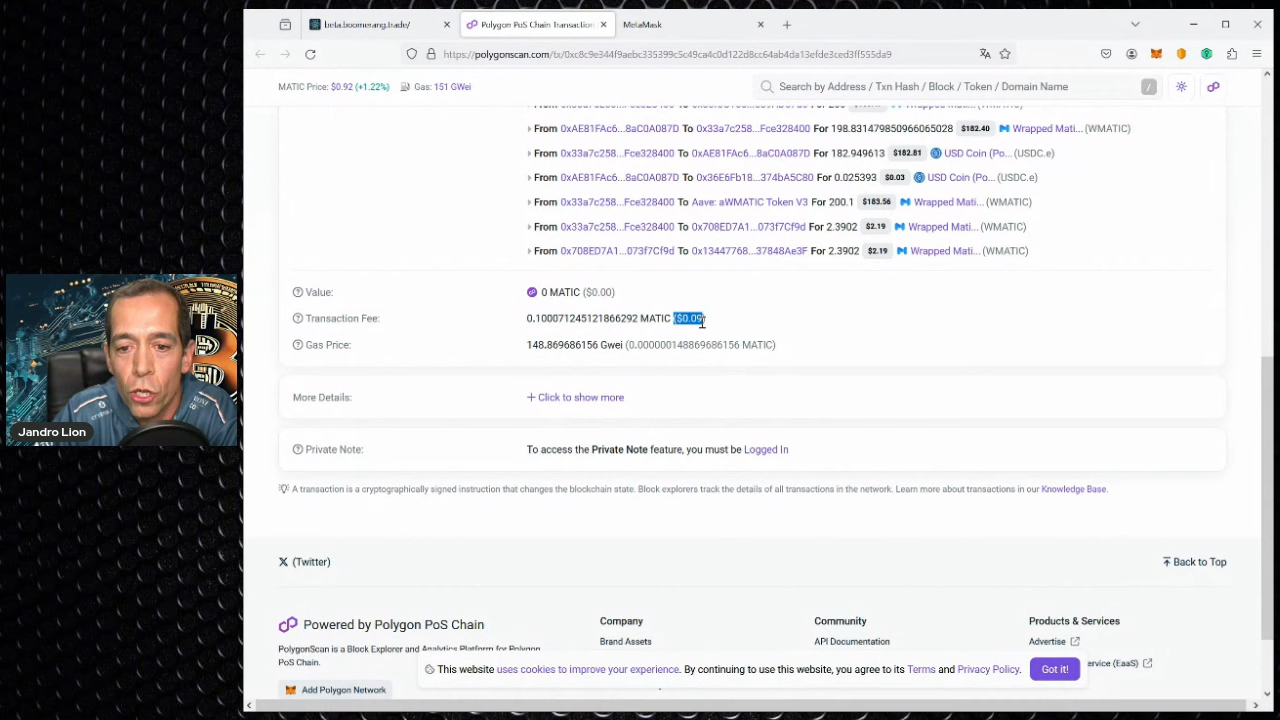 beta.boomerang.trade/
Polygon PoS Chain Transaction
MetaMask
https://polygonscan.com/tx/0xc8c9e344f9aebc335399c5c49ca4c0d122d8cc64ab4da13efde3ced3ff555da9
MATIC Price: $0.92 (+1.22%) Gas: 151 GWei
Search by Address / Txn Hash / Block / Token / Domain Name
/
From 0xAE81FAc6...8aC0A087D To 0x33a7c258...Fce328400 For 198.831479850966065028 $182.40 Wrapped Mati... (WMATIC)
From 0x33a7c258...Fce328400 To 0xAE81FAc6...8aC0A087D For 182.949613 $182.81 USD Coin (Po... (USDC.e)
From 0xAE81FAc6...8aC0A087D To 0x36E6Fb18...374bA5C80 For 0.025393 $0.03 USD Coin (Po... (USDC.e)
From 0x33a7c258...Fce328400 To Aave: aWMATIC Token V3 For 200.1 $183.56 Wrapped Mati... (WMATIC)
From 0x33a7c258...Fce328400 To 0x708ED7A1...073f7Cf9d For 2.3902 $2.19 Wrapped Mati... (WMATIC)
From 0x708ED7A1...073f7Cf9d To 0x13447768...37848Ae3F For 2.3902 $2.19 Wrapped Mati... (WMATIC)
Value: 0 MATIC ($0.00)
Transaction Fee: 0.100071245121866292 MATIC ($0.09)
Gas Price: 148.869686156 Gwei (0.000000148869686156 MATIC)
More Details: + Click to show more
Private Note: To access the Private Note feature, you must be Logged In
A transaction is a cryptographically signed instruction that changes the blockchain state. Block explorers track the details of all transactions in the network. Learn more about transactions in our Knowledge Base.
Jandro Lion
X (Twitter)
Back to Top
Powered by Polygon PoS Chain
PolygonScan is a Block Explorer and Analytics Platform for Polygon
PoS Chain.
Add Polygon Network
Company
Brand Assets
Community
API Documentation
Products & Services
Advertise
ervice (EaaS)
This website uses cookies to improve your experience. By continuing to use this website, you agree to its Terms and Privacy Policy.
Got it!